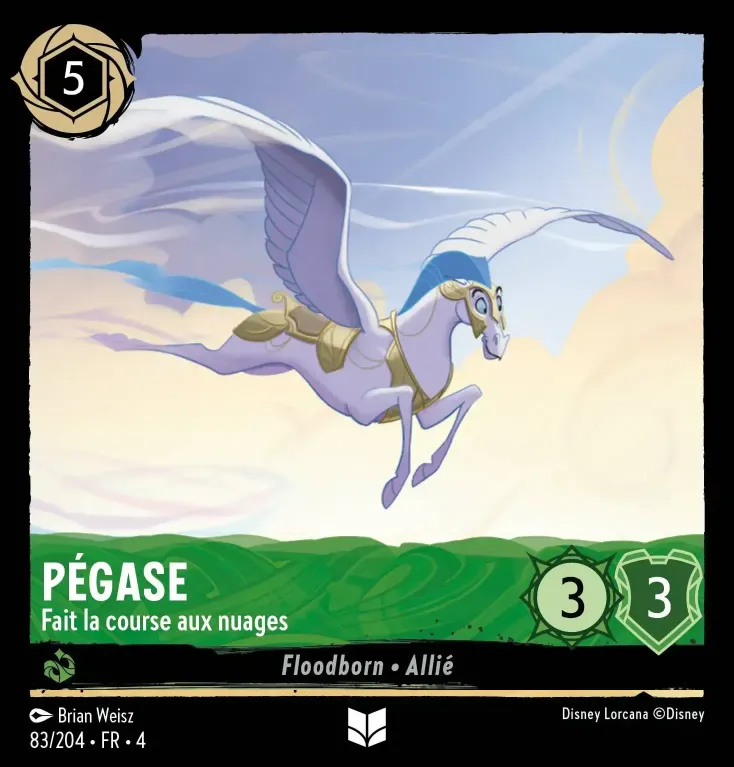 5
PÉGASE
Fait la course aux nuages
3
3
Floodborn • Allié
Brian Weisz
Disney Lorcana ©Disney
83/204 • FR • 4